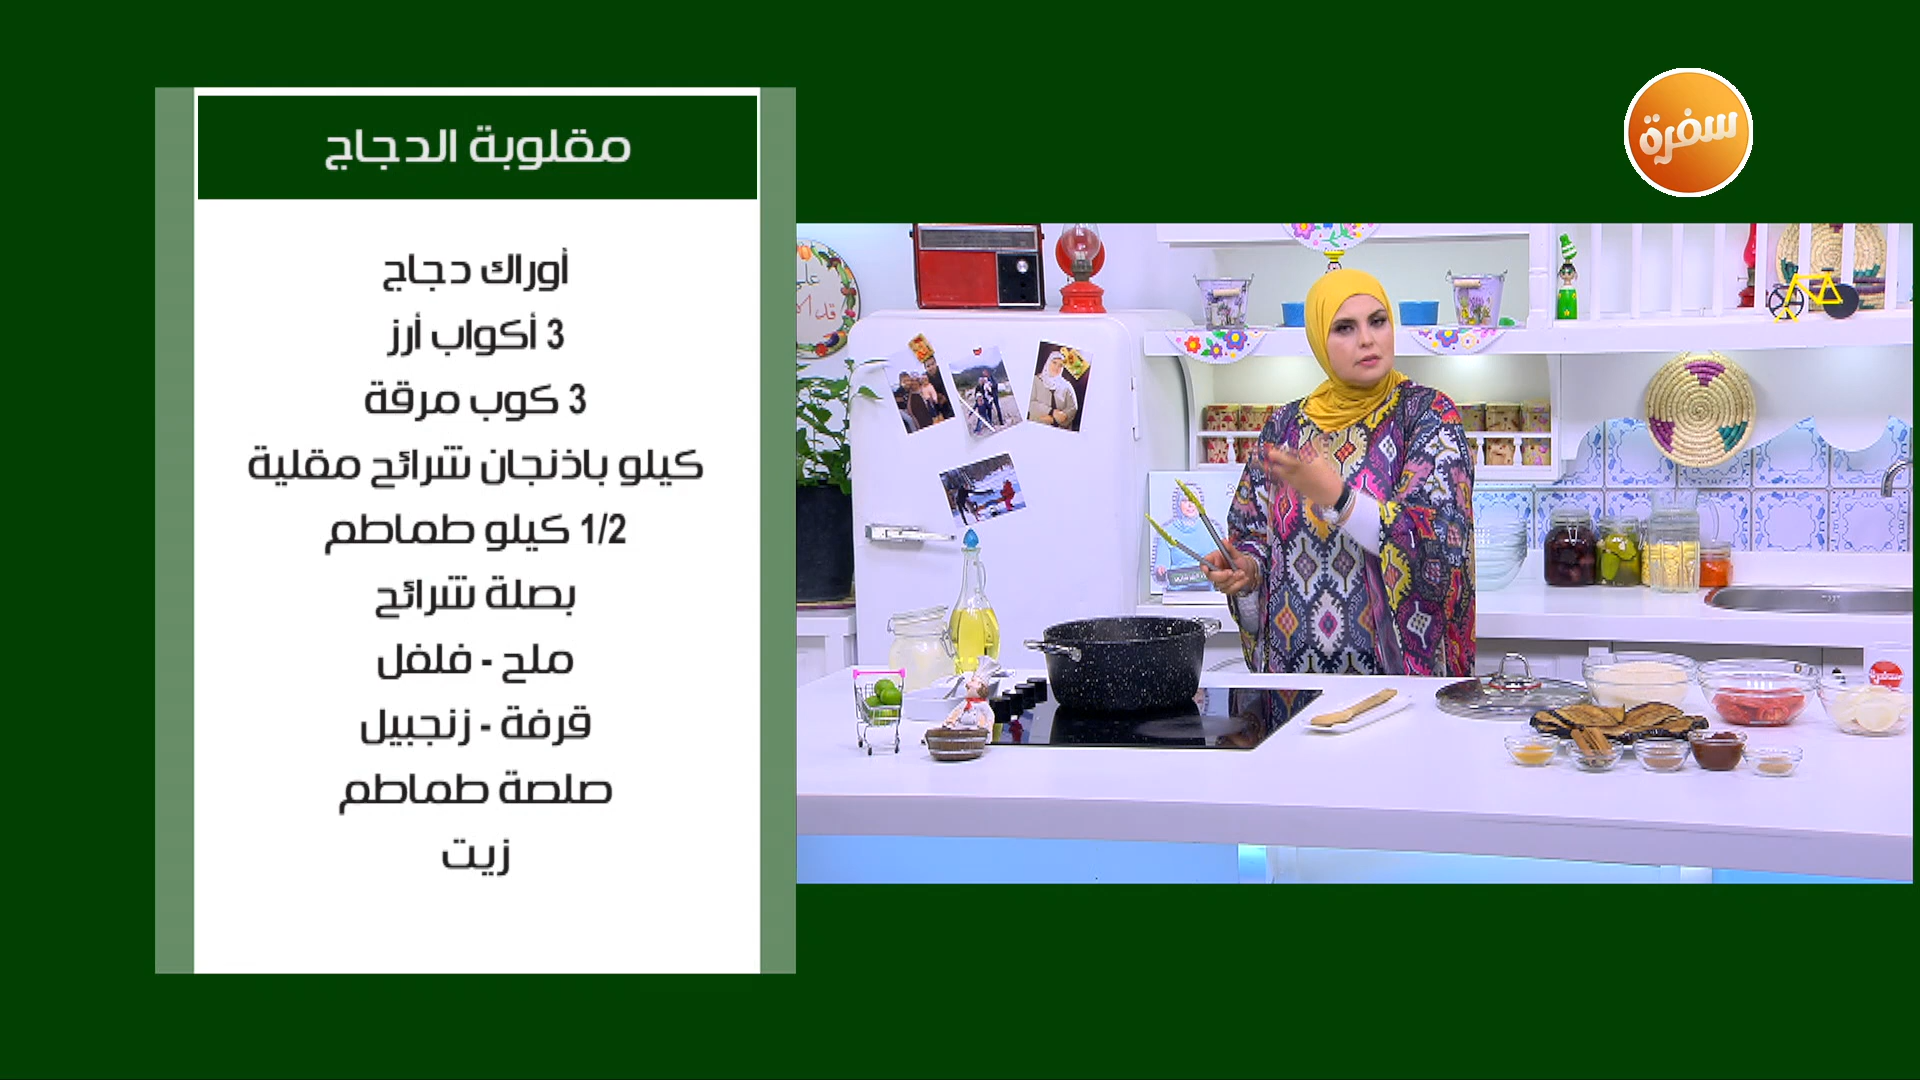 مقلوبة الدجاج
أوراك دجاج
3 أكواب أرز
3 كوب مرقة
كيلو باذنجان شرائح مقلية
1/2 كيلو طماطم
بصلة شرائح
ملح - فلفل
قرفة - زنجبيل
صلصة طماطم
زيت
سفرة
سفرة